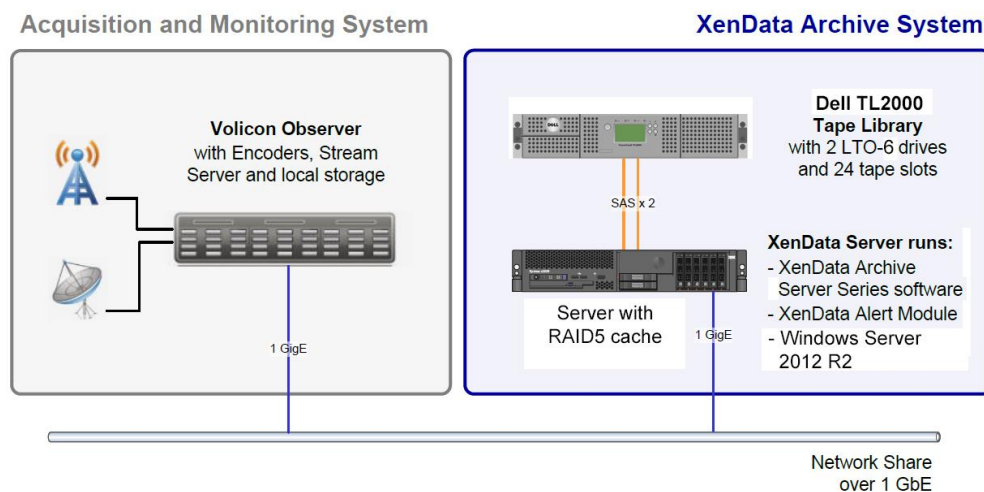 Acquisition and Monitoring System
XenData Archive System
Volicon Observer
with Encoders, Stream
Server and local storage
1 GigE
DELL
Dell TL2000
Tape Library
with 2 LTO-6 drives
and 24 tape slots
SAS x 2
Server with
RAID5 cache
1 GigE
XenData Server runs:
- XenData Archive
Server Series software
- XenData Alert Module
- Windows Server
2012 R2
Network Share
over 1 GbE